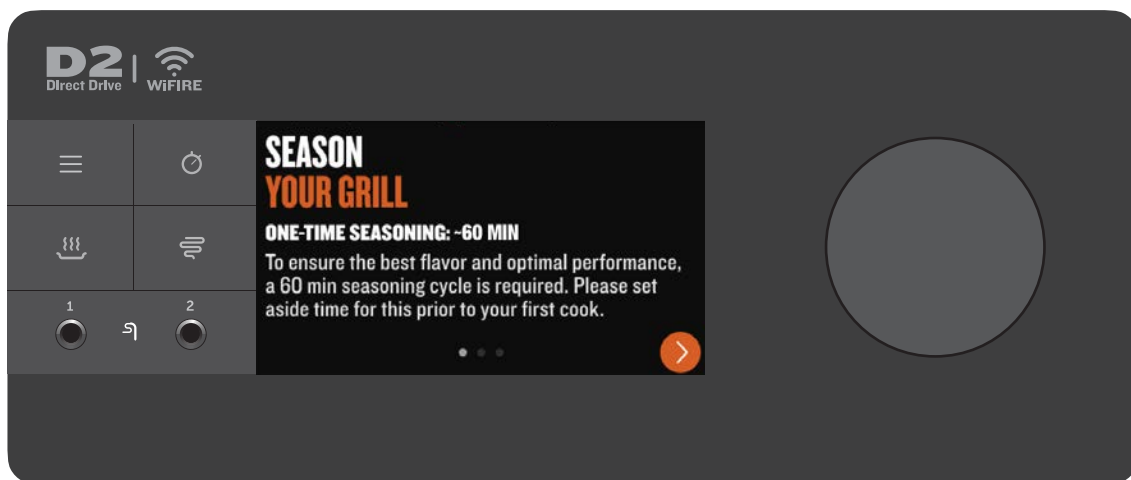 D2
Direct Drive
WiFIRE
SEASON
YOUR GRILL
ONE-TIME SEASONING: ~60 MIN
To ensure the best flavor and optimal performance,
a 60 min seasoning cycle is required. Please set
aside time for this prior to your first cook.
1
2